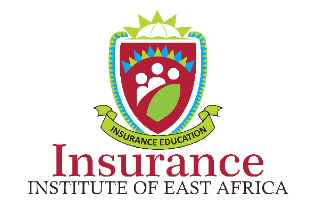 INSURANCE EDUCATION
Insurance
INSTITUTE OF EAST AFRICA